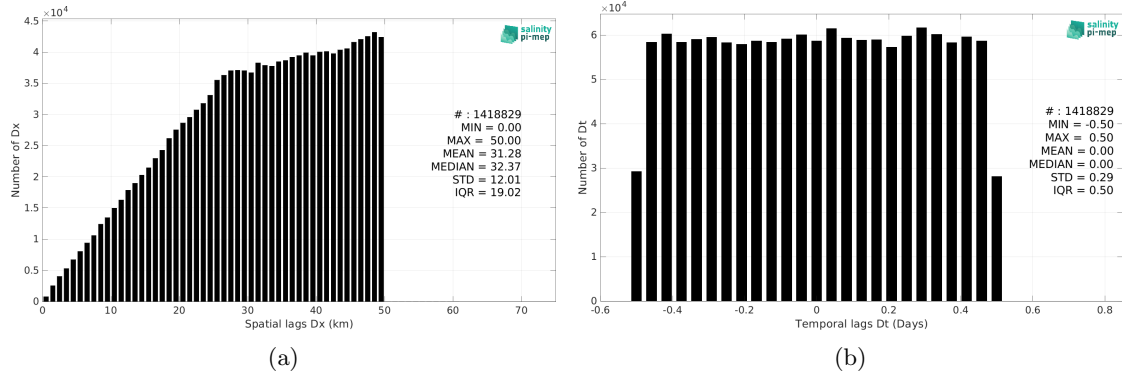 ×10^4
4.5
4
3.5
3
2.5
2
1.5
1
0.5
0
Number of Dx
0 10 20 30 40 50 60 70
Spatial lags Dx (km)
salinity
pi-mep
# : 1418829
MIN = 0.00
MAX = 50.00
MEAN = 31.28
MEDIAN = 32.37
STD = 12.01
IQR = 19.02
(a)
×10^4
6
5
4
3
2
1
0
Number of Dt
-0.6 -0.4 -0.2 0 0.2 0.4 0.6 0.8
Temporal lags Dt (Days)
salinity
pi-mep
# : 1418829
MIN = -0.50
MAX = 0.50
MEAN = 0.00
MEDIAN = 0.00
STD = 0.29
IQR = 0.50
(b)